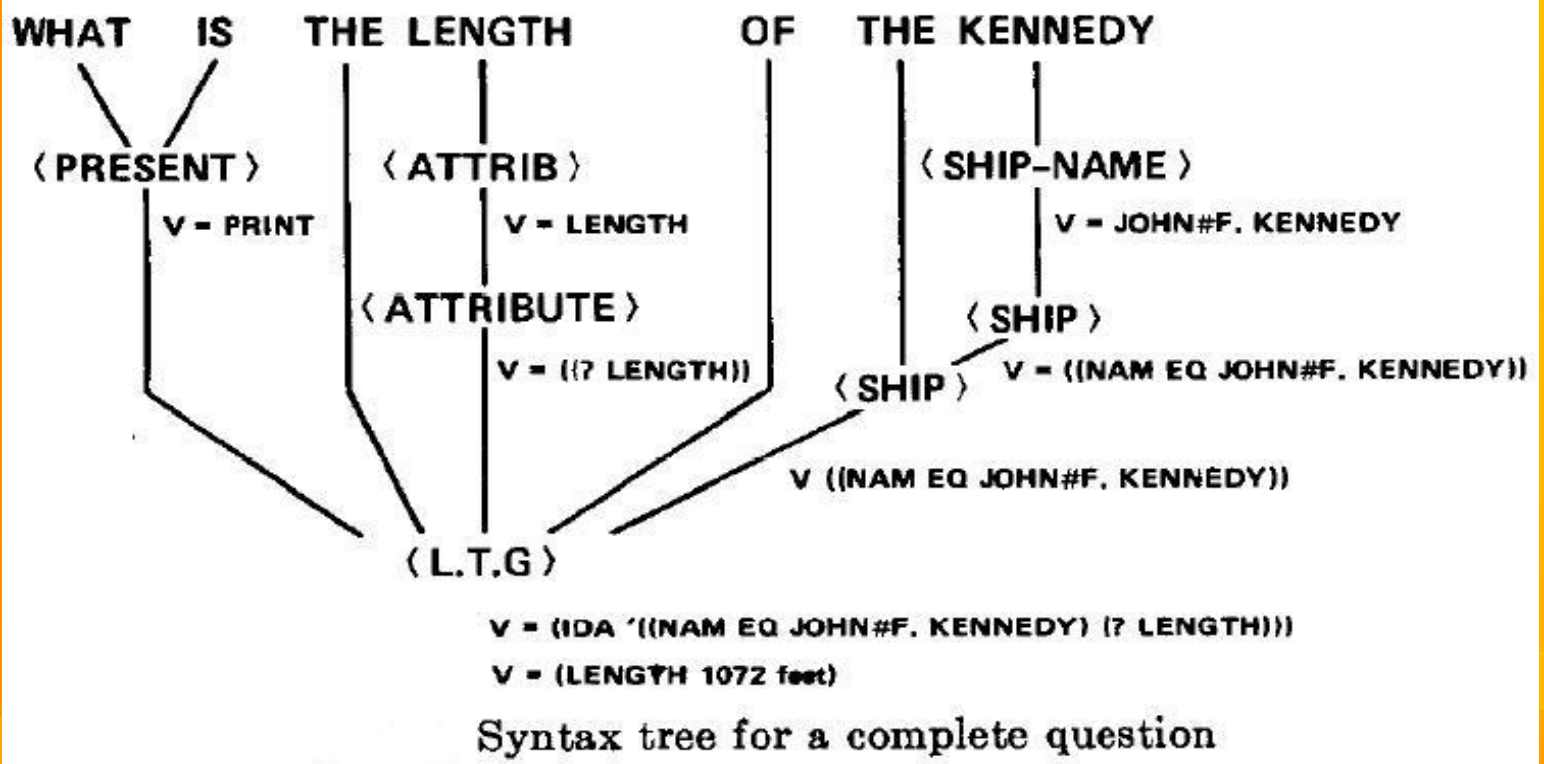 WHAT IS THE LENGTH OF THE KENNEDY
〈PRESENT〉 〈ATTRIB〉 〈SHIP-NAME〉
V = PRINT V = LENGTH V = JOHN#F. KENNEDY
〈ATTRIBUTE〉 〈SHIP〉
V = ((? LENGTH)) 〈SHIP〉 V = ((NAM EQ JOHN#F. KENNEDY))
V ((NAM EQ JOHN#F. KENNEDY))
〈L.T.G〉
V = (IDA '((NAM EQ JOHN#F. KENNEDY) (? LENGTH)))
V = (LENGTH 1072 feet)
Syntax tree for a complete question